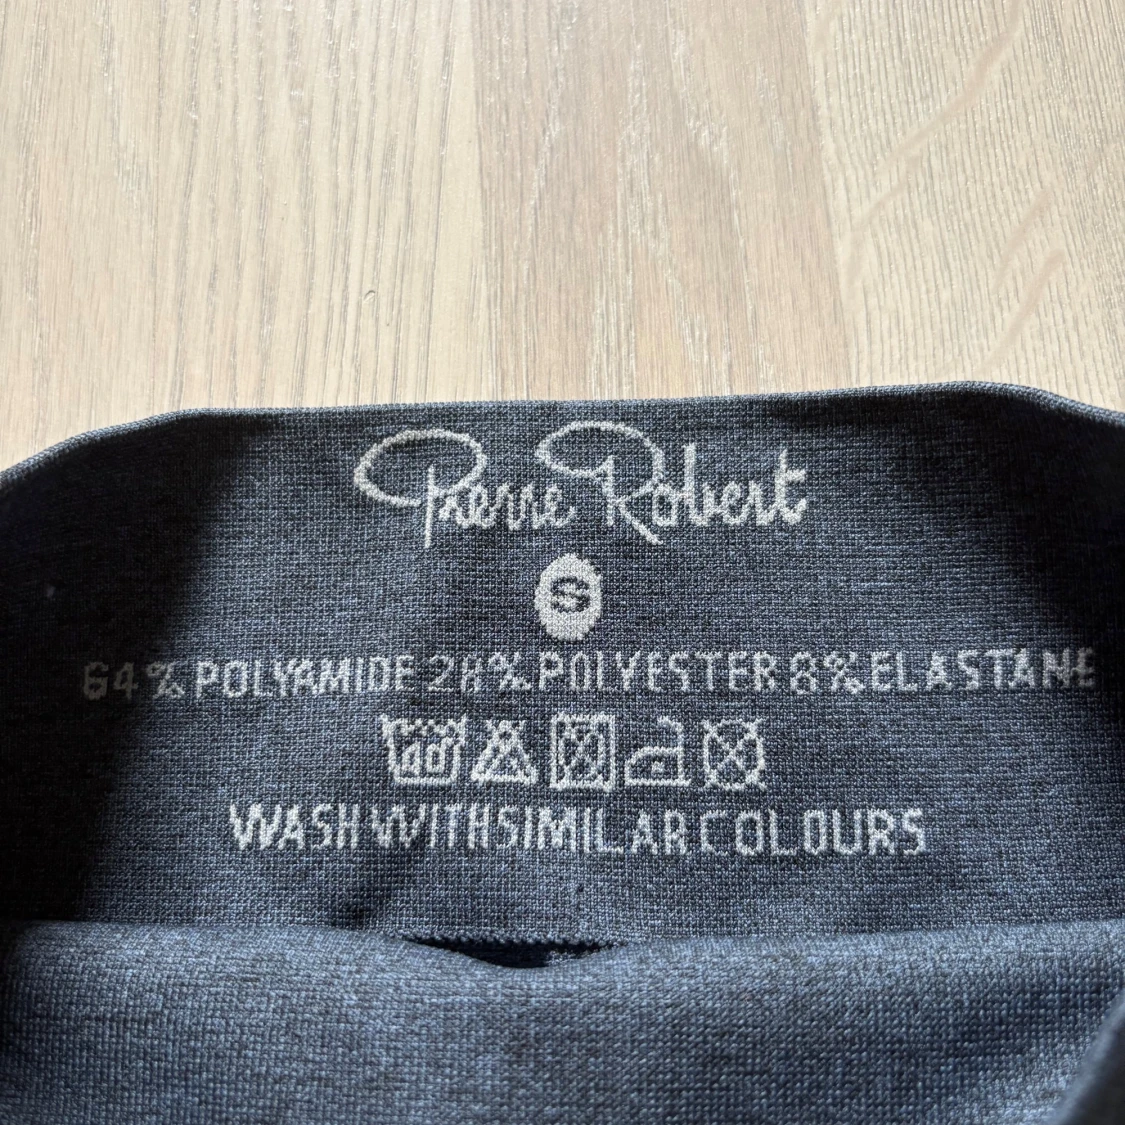 Pierre Robert
S
64% POLYAMIDE 28% POLYESTER 8% ELASTANE
40
WASH WITH SIMILAR COLOURS